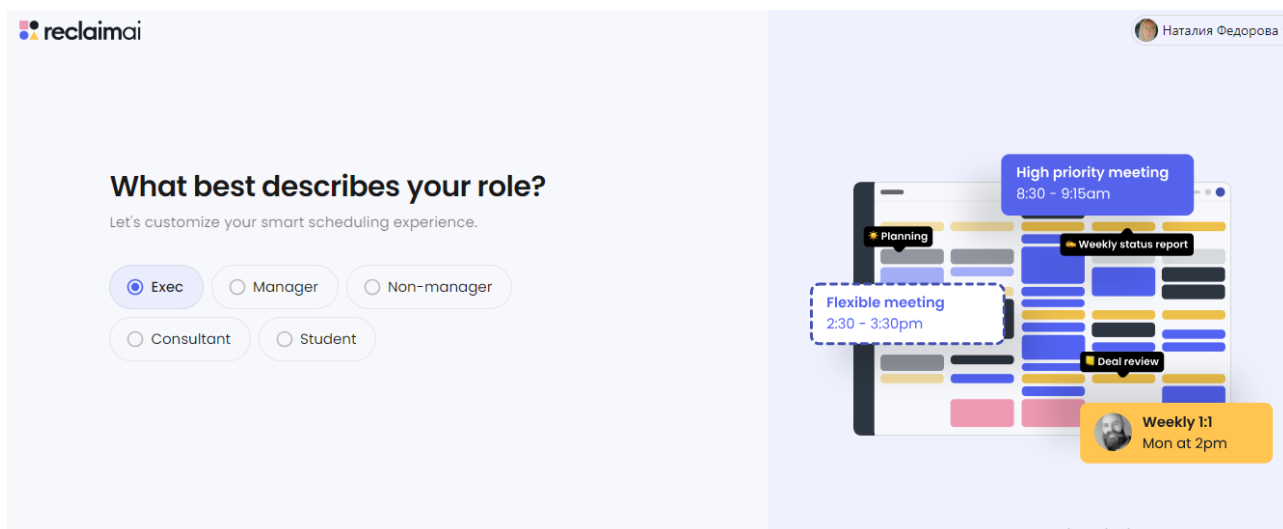 reclaimai
Наталия Федорова
What best describes your role?
Let's customize your smart scheduling experience.
Exec
Manager
Non-manager
Consultant
Student
High priority meeting
8:30 - 9:15am
Planning
Weekly status report
Flexible meeting
2:30 - 3:30pm
Deal review
Weekly 1:1
Mon at 2pm